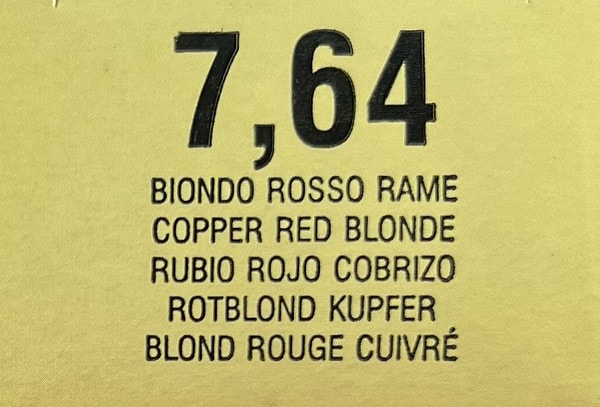 7,64
BIONDO ROSSO RAME
COPPER RED BLONDE
RUBIO ROJO COBRIZO
ROTBLOND KUPFER
BLOND ROUGE CUIVRÉ